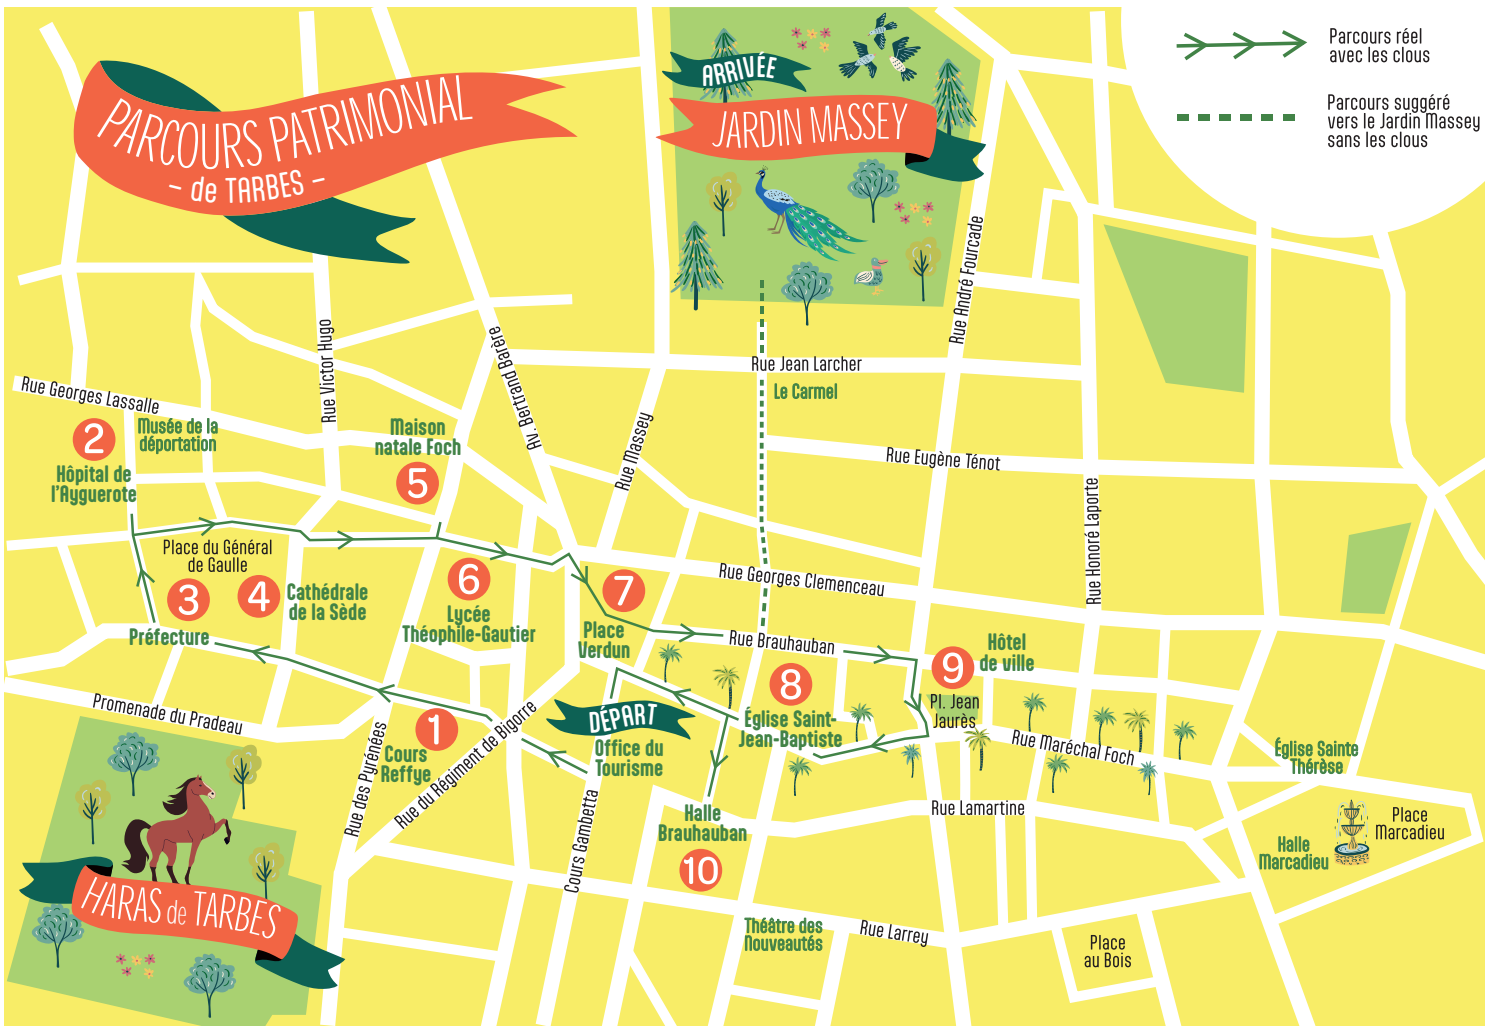 PARCOURS PATRIMONIAL
- de TARBES -
ARRIVÉE
JARDIN MASSEY
Parcours réel
avec les clous
Parcours suggéré
vers le Jardin Massey
sans les clous
Rue André Fourcade
Rue Victor Hugo
Av. Bertrand Barère
Rue Jean Larcher
Le Carmel
Rue Georges Lassalle
2
Musée de la
déportation
Hôpital de
l'Ayguerote
Maison
natale Foch
5
Rue Massey
Rue Eugène Ténot
Rue Honoré Laporte
Place du Général
de Gaulle
3
4
Cathédrale
de la Sède
Préfecture
6
Lycée
Théophile-Gautier
7
Place
Verdun
Rue Georges Clemenceau
Rue Brauhauban
8
Église Saint-
Jean-Baptiste
9
Hôtel
de ville
Pl. Jean
Jaurès
Promenade du Pradeau
1
Cours
Reffye
Rue des Pyrénées
Rue du Régiment de Bigorre
DÉPART
Office du
Tourisme
Cours Gambetta
Halle
Brauhauban
10
Rue Maréchal Foch
Rue Lamartine
Église Sainte
Thérèse
Halle
Marcadieu
Place
Marcadieu
HARAS de TARBES
Théâtre des
Nouveautés
Rue Larrey
Place
au Bois